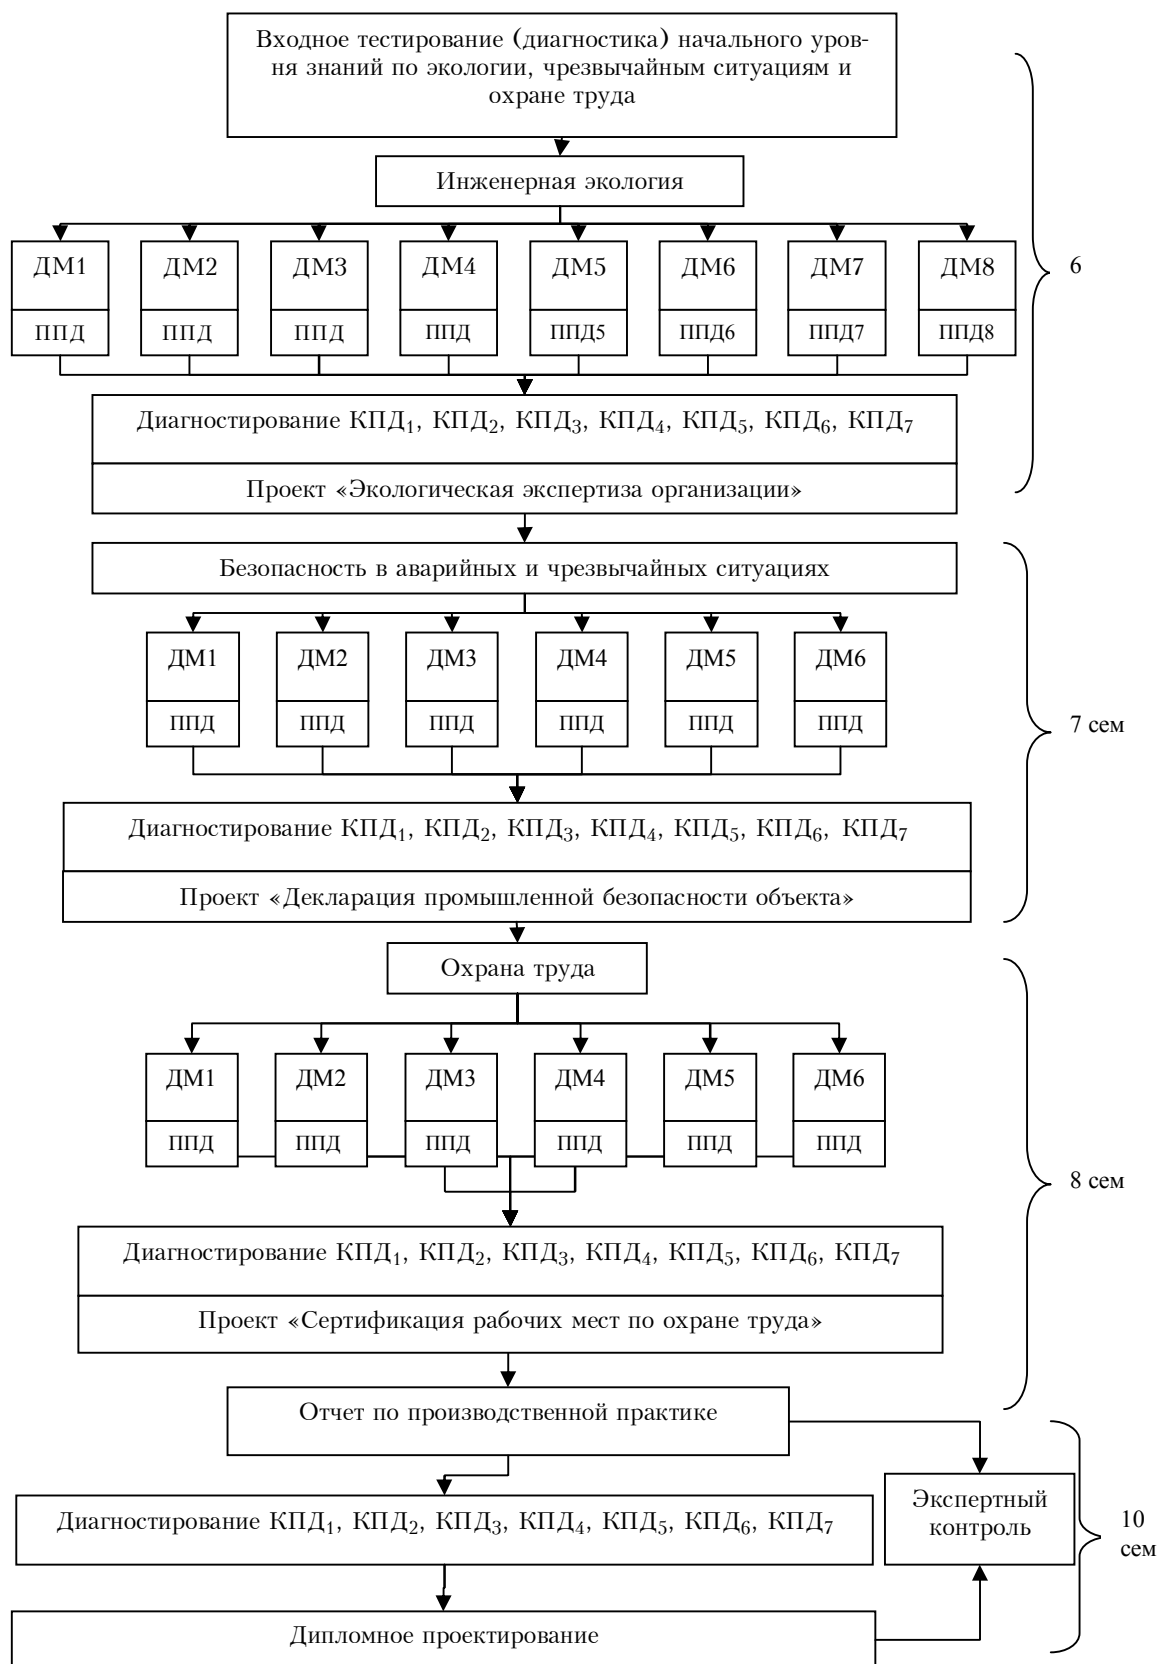 Входное тестирование (диагностика) начального уров-
ня знаний по экологии, чрезвычайным ситуациям и
охране труда
Инженерная экология
ДМ1 ДМ2 ДМ3 ДМ4 ДМ5 ДМ6 ДМ7 ДМ8
6
ППД ППД ППД ППД ППД5 ППД6 ППД7 ППД8
Диагностирование КПД₁, КПД₂, КПД₃, КПД₄, КПД₅, КПД₆, КПД₇
Проект «Экологическая экспертиза организации»
Безопасность в аварийных и чрезвычайных ситуациях
ДМ1 ДМ2 ДМ3 ДМ4 ДМ5 ДМ6
ППД ППД ППД ППД ППД ППД
7 сем
Диагностирование КПД₁, КПД₂, КПД₃, КПД₄, КПД₅, КПД₆, КПД₇
Проект «Декларация промышленной безопасности объекта»
Охрана труда
ДМ1 ДМ2 ДМ3 ДМ4 ДМ5 ДМ6
ППД ППД ППД ППД ППД ППД
8 сем
Диагностирование КПД₁, КПД₂, КПД₃, КПД₄, КПД₅, КПД₆, КПД₇
Проект «Сертификация рабочих мест по охране труда»
Отчет по производственной практике
Экспертный
контроль
Диагностирование КПД₁, КПД₂, КПД₃, КПД₄, КПД₅, КПД₆, КПД₇
10
сем
Дипломное проектирование